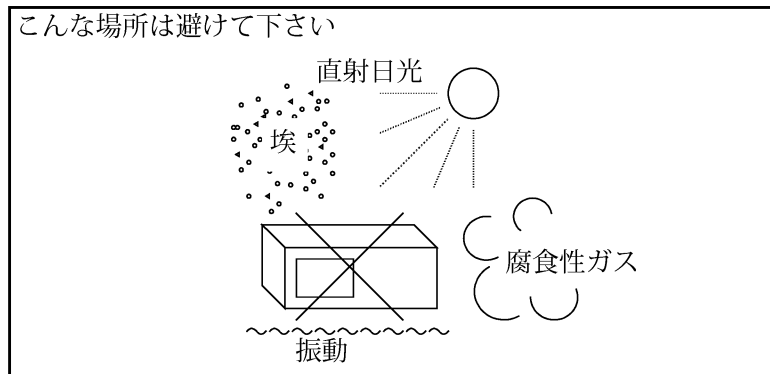 こんな場所は避けて下さい
直射日光
埃
腐食性ガス
振動